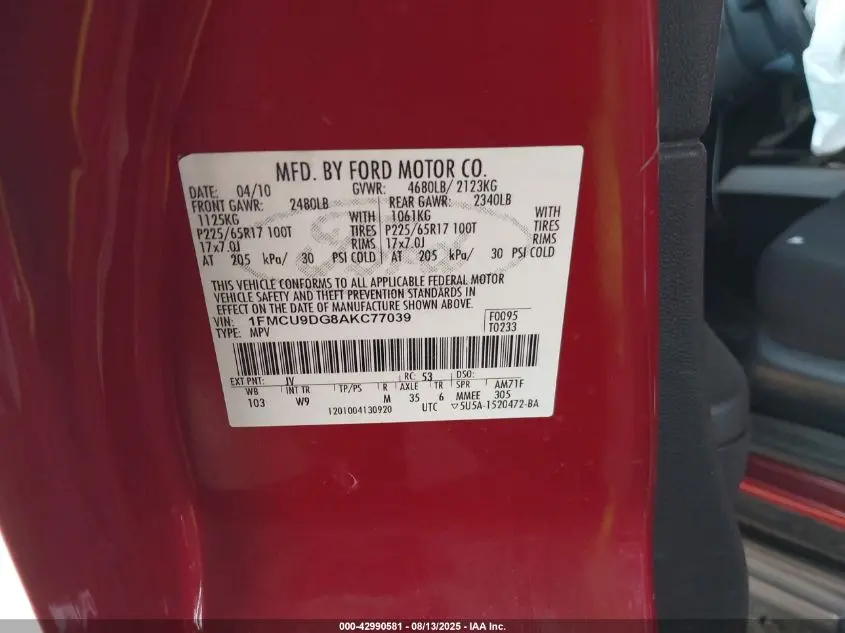 MFD. BY FORD MOTOR CO.
DATE: 04/10 GVWR: 4680LB/ 2123KG
FRONT GAWR: 2480LB REAR GAWR: 2340LB
1125KG WITH 1061KG WITH
P225/65R17 100T TIRES P225/65R17 100T TIRES
17x7.0J RIMS 17x7.0J RIMS
AT 205 kPa/ 30 PSI COLD AT 205 kPa/ 30 PSI COLD
Ford
THIS VEHICLE CONFORMS TO ALL APPLICABLE FEDERAL MOTOR
VEHICLE SAFETY AND THEFT PREVENTION STANDARDS IN
EFFECT ON THE DATE OF MANUFACTURE SHOWN ABOVE.
VIN: 1FMCU9DG8AKC77039 F0095
TYPE: MPV T0233
EXT PNT: JV RC: 53 DSO:
WB INT TR TP/PS R AXLE TR SPR AM71F
103 W9 M 35 6 MMEE 305
1201004130920 UTC ▽5U5A-1520472-BA
000-42990581 - 08/13/2025 - IAA Inc.